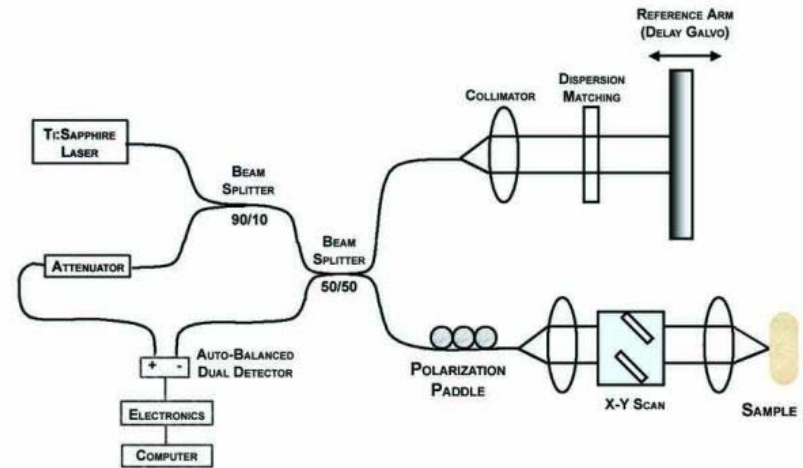 REFERENCE ARM
(DELAY GALVO)
DISPERSION
MATCHING
COLLIMATOR
TI:SAPPHIRE
LASER
BEAM
SPLITTER
90/10
BEAM
SPLITTER
50/50
ATTENUATOR
+ -
AUTO-BALANCED
DUAL DETECTOR
POLARIZATION
PADDLE
X-Y SCAN
SAMPLE
ELECTRONICS
COMPUTER